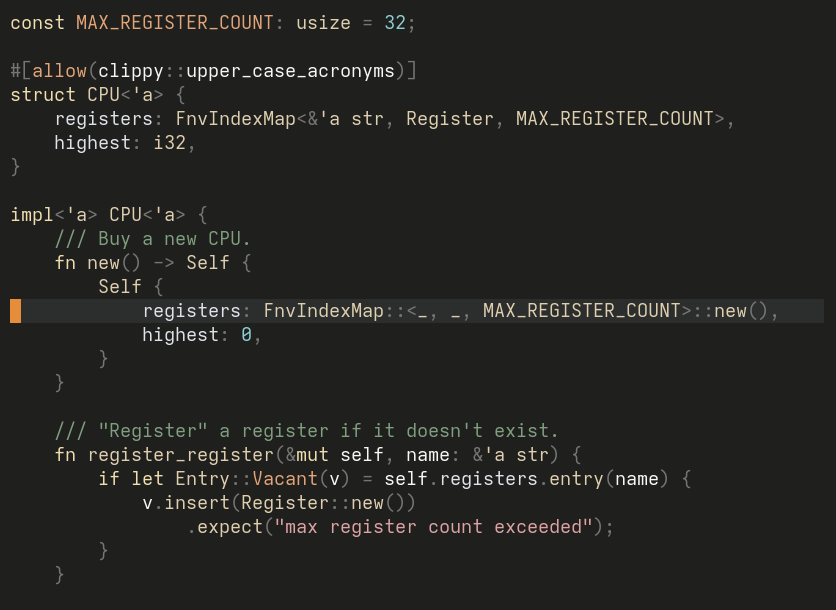 const MAX_REGISTER_COUNT: usize = 32;
#[allow(clippy::upper_case_acronyms)]
struct CPU<'a> {
    registers: FnvIndexMap<&'a str, Register, MAX_REGISTER_COUNT>,
    highest: i32,
}
impl<'a> CPU<'a> {
    /// Buy a new CPU.
    fn new() -> Self {
        Self {
            registers: FnvIndexMap::<_, _, MAX_REGISTER_COUNT>::new(),
            highest: 0,
        }
    }
    /// "Register" a register if it doesn't exist.
    fn register_register(&mut self, name: &'a str) {
        if let Entry::Vacant(v) = self.registers.entry(name) {
            v.insert(Register::new())
                .expect("max register count exceeded");
        }
    }